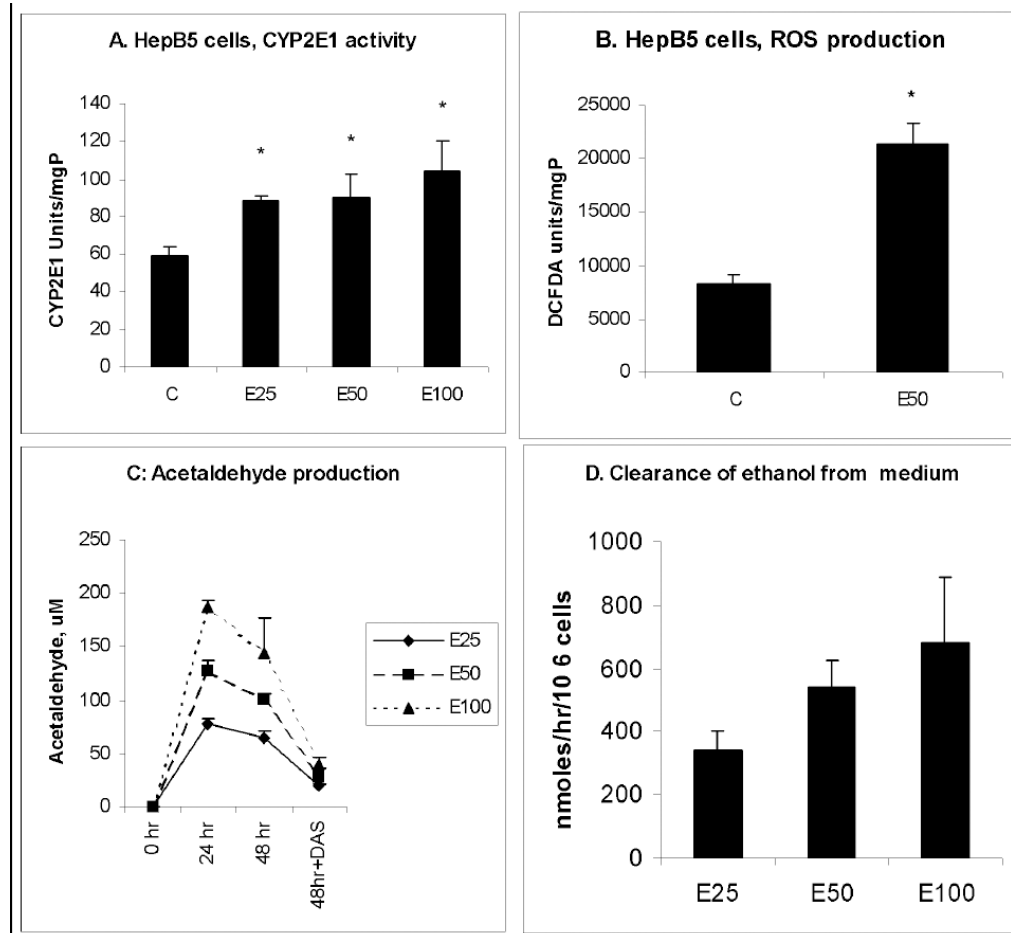 A. HepB5 cells, CYP2E1 activity
CYP2E1 Units/mgP
140
120
100
80
60
40
20
0
*
*
*
C E25 E50 E100
B. HepB5 cells, ROS production
DCFDA units/mgP
25000
20000
15000
10000
5000
0
*
C E50
C: Acetaldehyde production
Acetaldehyde, uM
250
200
150
100
50
0
0 hr
24 hr
48 hr
48hr+DAS
E25
E50
E100
D. Clearance of ethanol from medium
nmoles/hr/10 6 cells
1000
800
600
400
200
0
E25 E50 E100